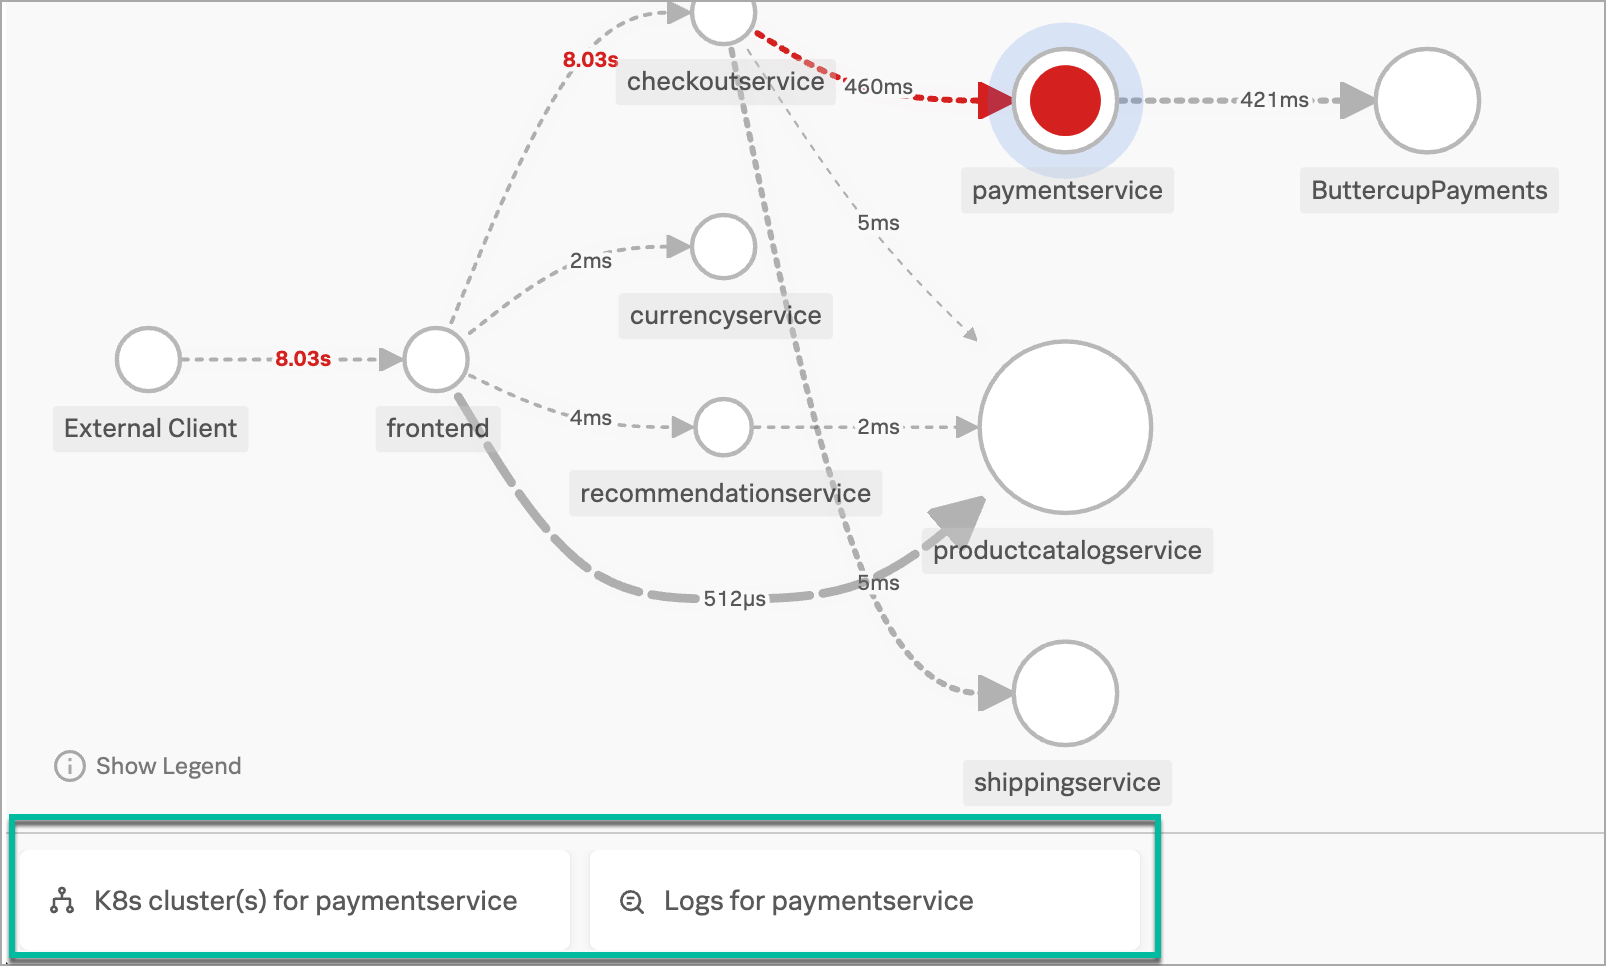 8.03s
checkoutservice
460ms
421ms
paymentservice
ButtercupPayments
5ms
2ms
currencyservice
8.03s
External Client
frontend
4ms
2ms
recommendationservice
productcatalogservice
5ms
512µs
Show Legend
shippingservice
K8s cluster(s) for paymentservice
Logs for paymentservice